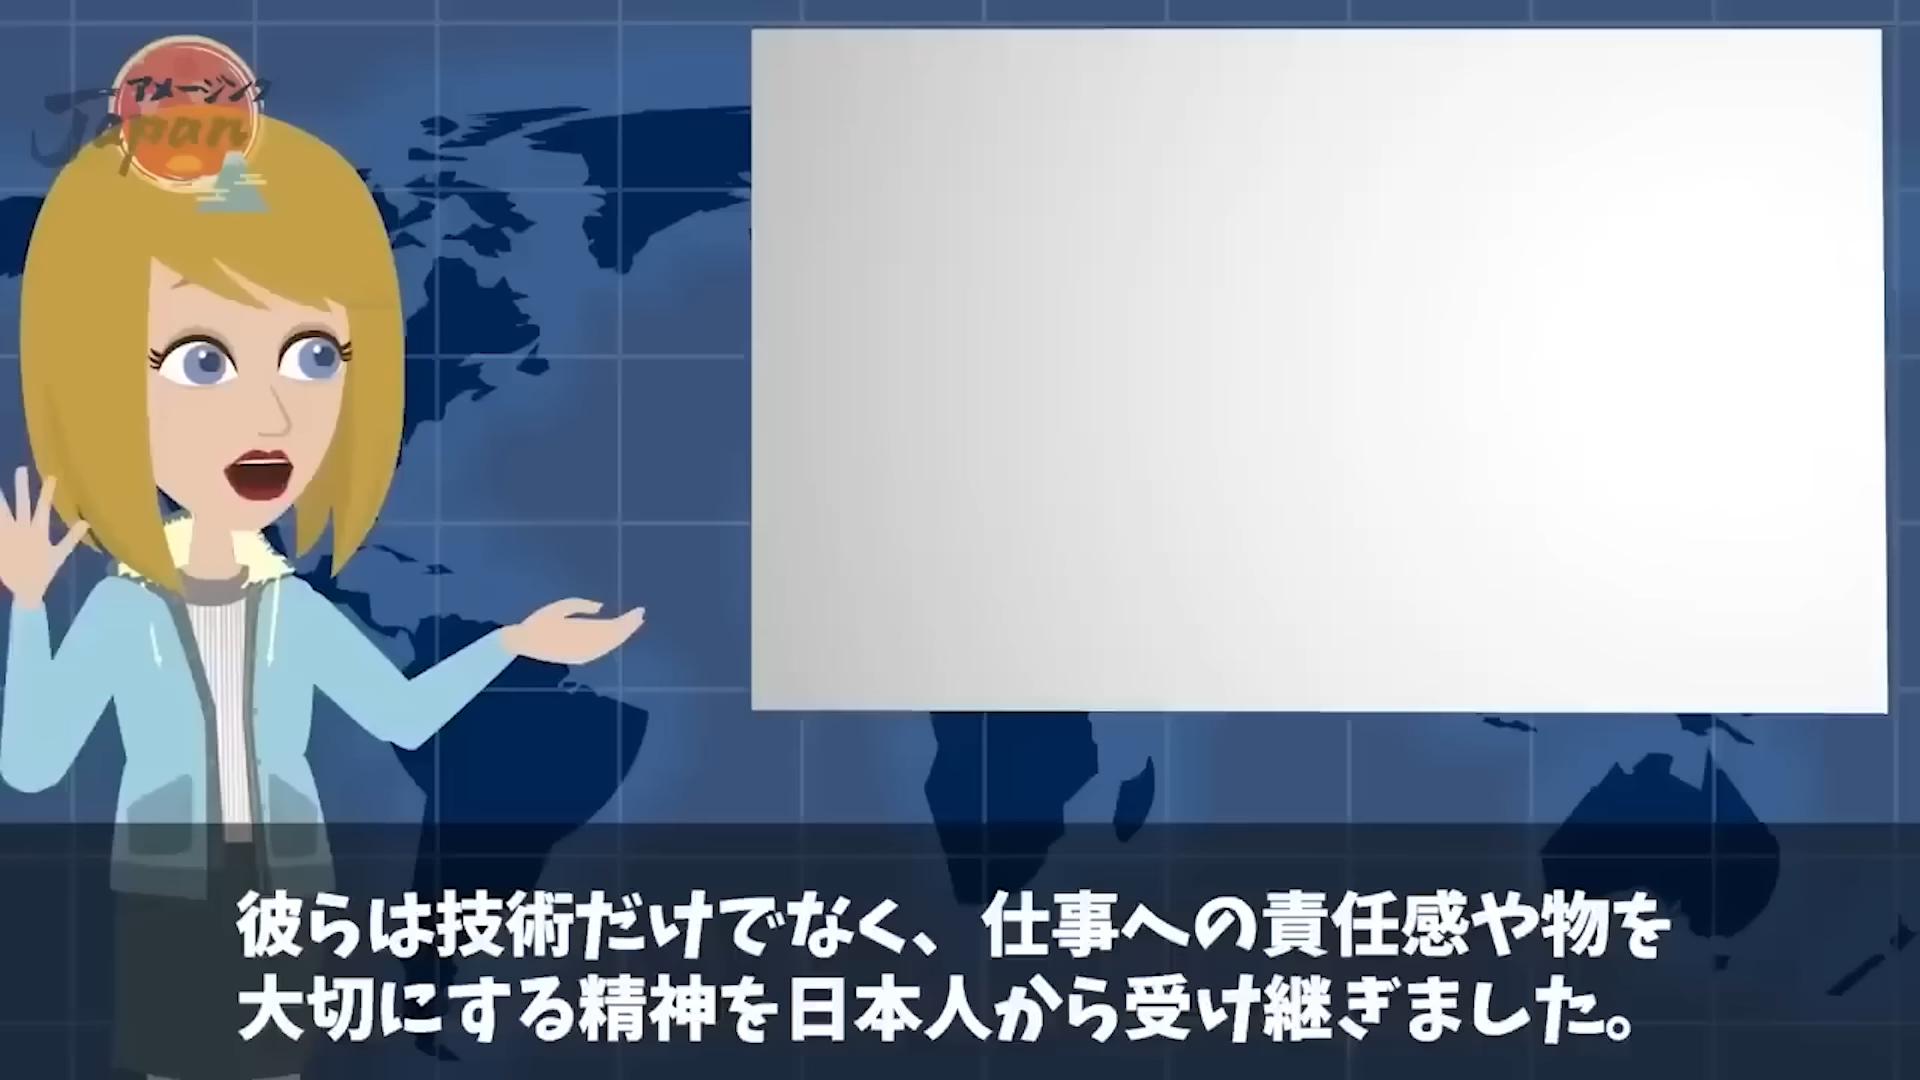 アメージング
Japan
彼らは技術だけでなく、仕事への責任感や物を
大切にする精神を日本人から受け継ぎました。